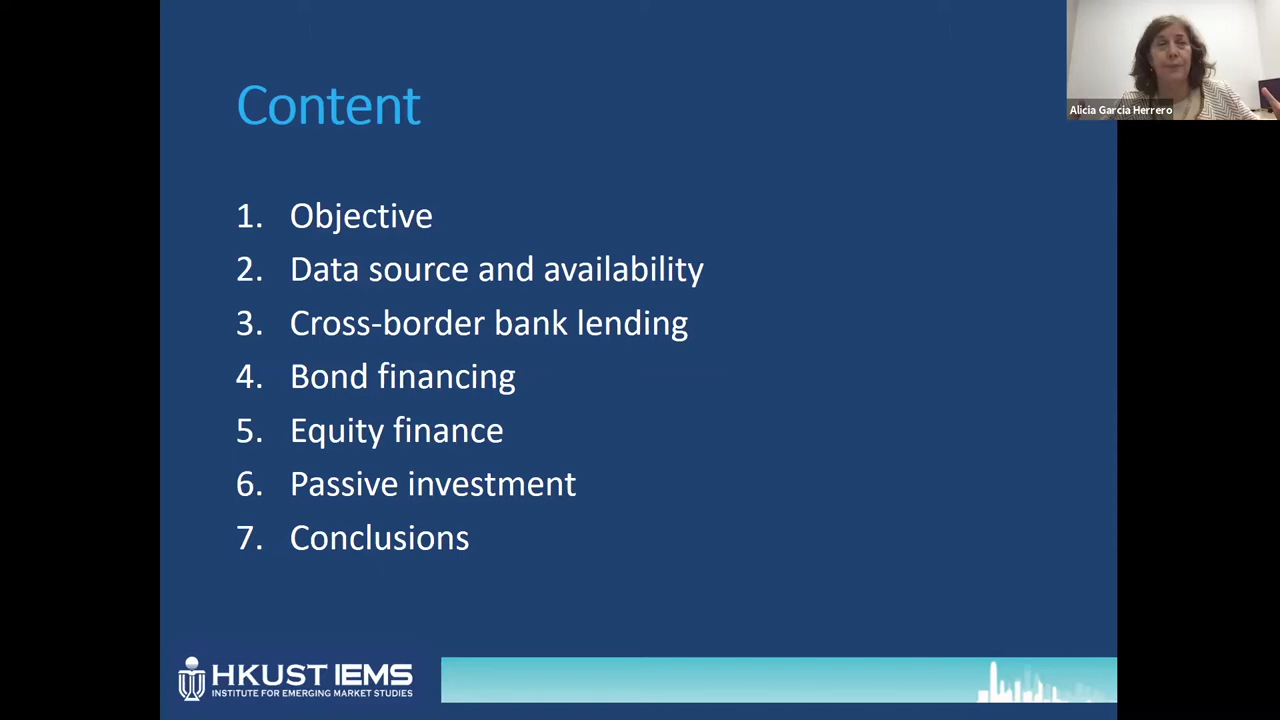 Content
1. Objective
2. Data source and availability
3. Cross-border bank lending
4. Bond financing
5. Equity finance
6. Passive investment
7. Conclusions
Alicia Garcia Herrero
HKUST IEMS
INSTITUTE FOR EMERGING MARKET STUDIES